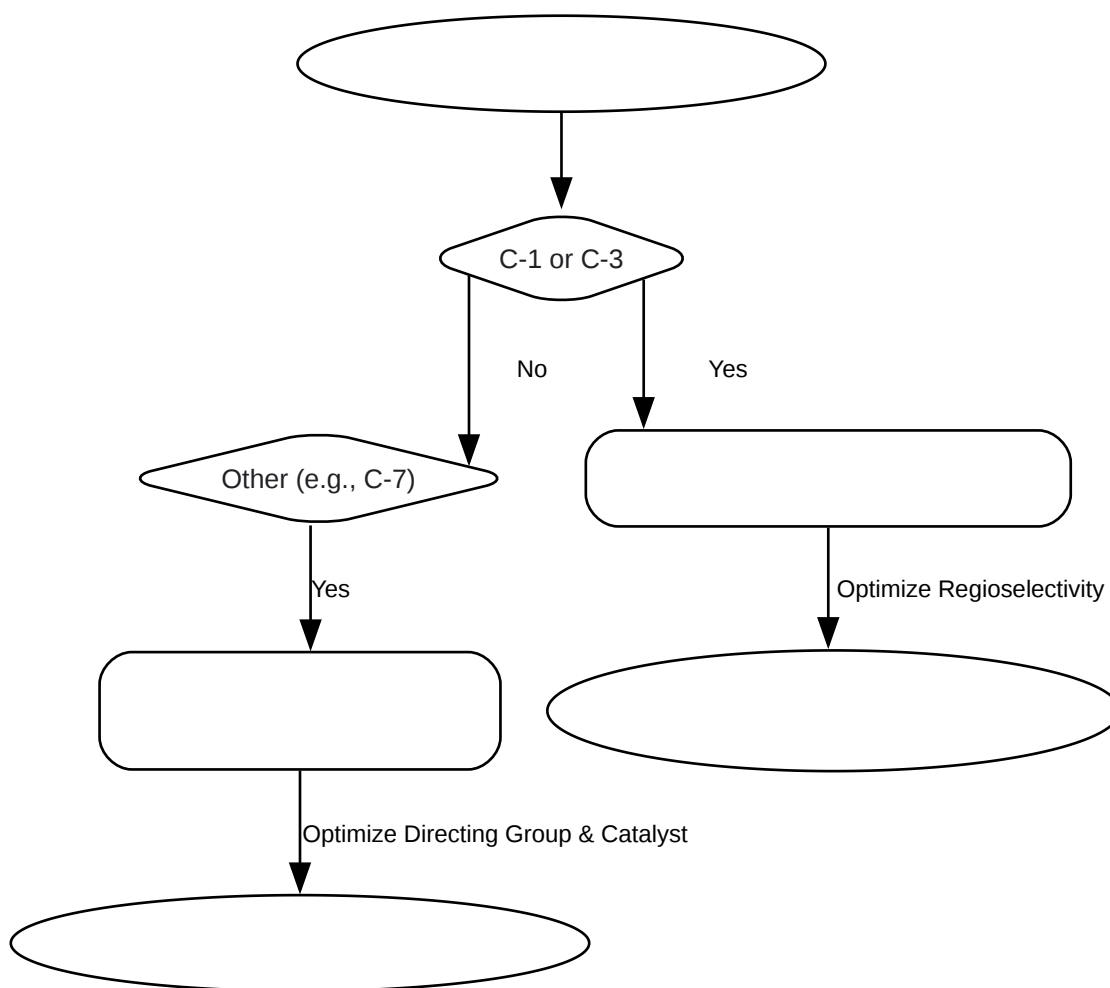 C-1 or C-3
No
Yes
Other (e.g., C-7)
Yes
Optimize Regioselectivity
Optimize Directing Group & Catalyst